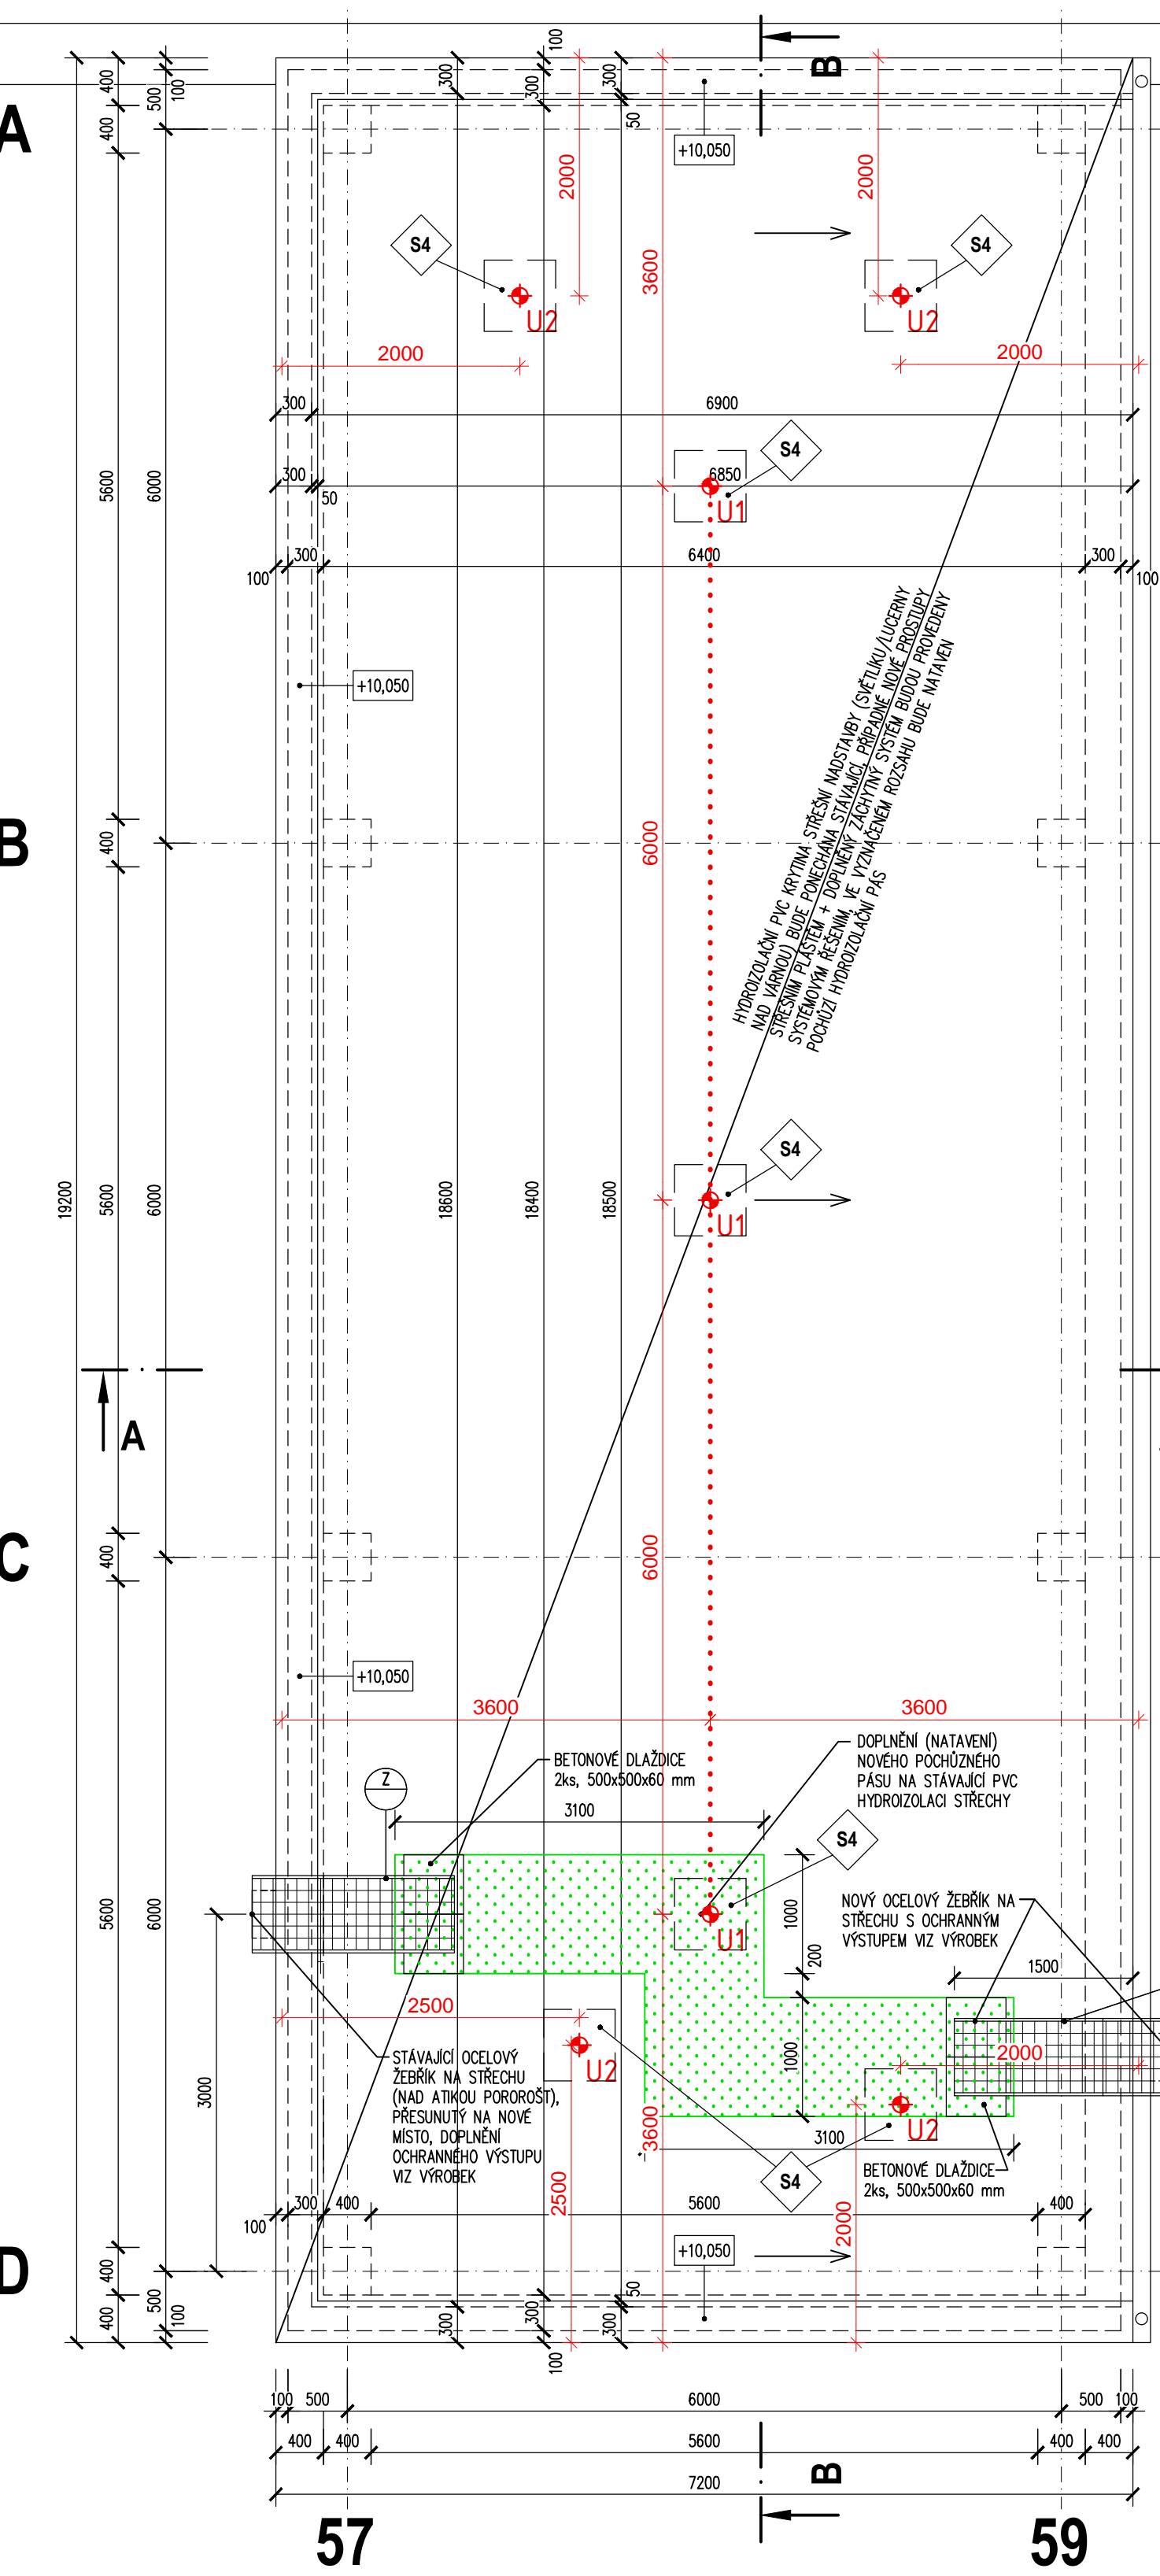 100
B
A
400
500
100
400
300
300
300
50
+10,050
2000
2000
3600
S4
S4
U2
U2
2000
2000
300
6900
S4
300
6850
50
U1
5600
6000
300
6400
300
100
100
+10,050
HYDROIZOLAČNÍ PVC KRYTINA STŘEŠNÍ NADSTAVBY (SVĚTLÍKU/LUCERNY
NAD VÁRNOU) BUDE PONECHÁNA STÁVAJÍCÍ, PŘÍPADNÉ NOVÉ PROSTUPY
STŘEŠNÍM PLÁŠTĚM + DOPLNĚNÝ ZÁCHYTNÝ SYSTÉM BUDOU PROVEDENY
SYSTÉMOVÝM ŘEŠENÍM, VE VYZNAČENÉM ROZSAHU BUDE NATAVEN
POCHŮZÍ HYDROIZOLAČNÍ PÁS
B
400
6000
S4
19200
5600
6000
18600
18400
18500
U1
A
C
400
6000
+10,050
3600
3600
BETONOVÉ DLAŽDICE
2ks, 500x500x60 mm
DOPLNĚNÍ (NATAVENÍ)
NOVÉHO POCHŮZNÉHO
PÁSU NA STÁVAJÍCÍ PVC
HYDROIZOLACI STŘECHY
Z
3100
S4
5600
6000
1000
NOVÝ OCELOVÝ ŽEBŘÍK NA
STŘECHU S OCHRANNÝM
VÝSTUPEM VIZ VÝROBEK
U1
200
1500
2500
3000
U2
1000
2000
STÁVAJÍCÍ OCELOVÝ
ŽEBŘÍK NA STŘECHU
(NAD ATIKOU POROROŠT),
PŘESUNUTÝ NA NOVÉ
MÍSTO, DOPLNĚNÍ
OCHRANNÉHO VÝSTUPU
VIZ VÝROBEK
3600
U2
3100
S4
BETONOVÉ DLAŽDICE
2ks, 500x500x60 mm
2500
2000
300
400
5600
400
100
+10,050
D
400
500
400
100
50
300
300
300
100
100
500
6000
500
100
400
400
5600
400
400
7200
B
57
59